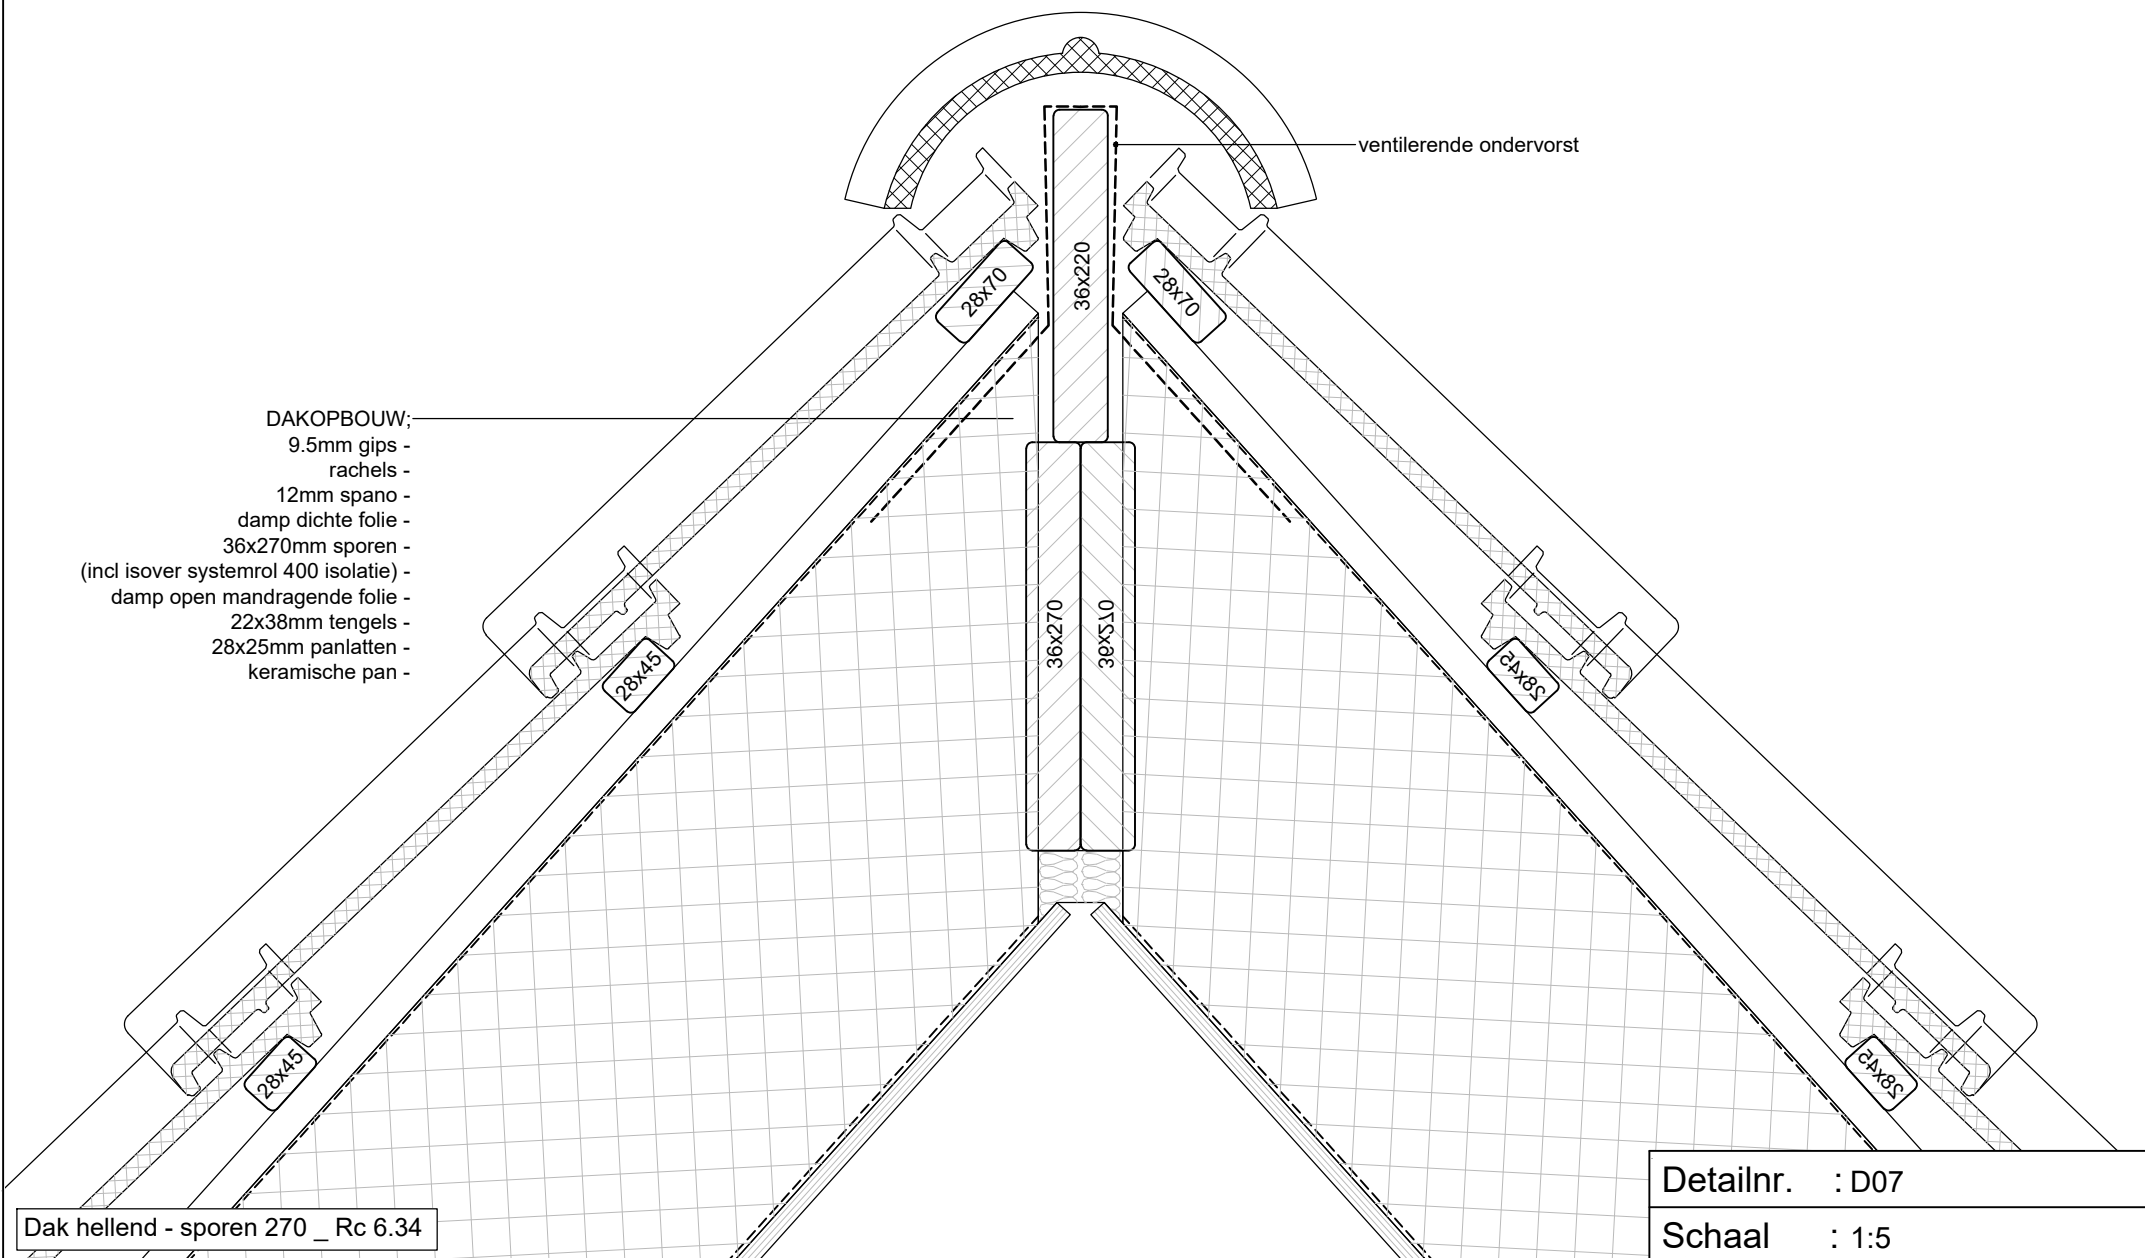 ventilerende ondervorst
36x220
28x70
28x70
DAKOPBOUW;
9.5mm gips -
rachels -
12mm spano -
damp dichte folie -
36x270mm sporen -
(incl isover systemrol 400 isolatie) -
damp open mandragende folie -
22x38mm tengels -
28x25mm panlatten -
keramische pan -
36x270
36x270
28x45
28x45
28x45
28x45
Dak hellend - sporen 270 _ Rc 6.34
Detailnr. : D07
Schaal : 1:5